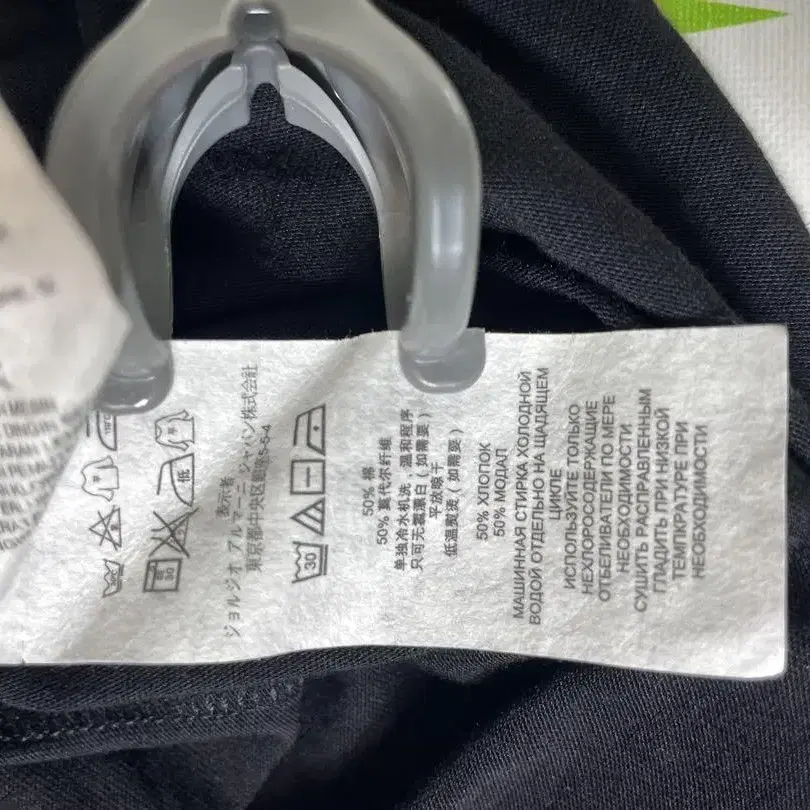 低
30
表示者
ジョルジオ アルマーニ ジャパン株式会社
東京都中央区銀座5-5-4
30
50% 棉
50% 莫代尔纤维
单独冷水机洗，温和程序
只可无氯漂白（如需要）
平放晾干
低温熨烫（如需要）
50% ХЛОПОК
50% МОДАЛ
МАШИННАЯ СТИРКА ХОЛОДНОЙ
ВОДОЙ ОТДЕЛЬНО НА ЩАДЯЩЕМ
ЦИКЛЕ
ИСПОЛЬЗУЙТЕ ТОЛЬКО
НЕХЛОРОСОДЕРЖАЩИЕ
ОТБЕЛИВАТЕЛИ ПО МЕРЕ
НЕОБХОДИМОСТИ
СУШИТЬ РАСПРАВЛЕННЫМ
ГЛАДИТЬ ПРИ НИЗКОЙ
ТЕМПКРАТУРЕ ПРИ
НЕОБХОДИМОСТИ